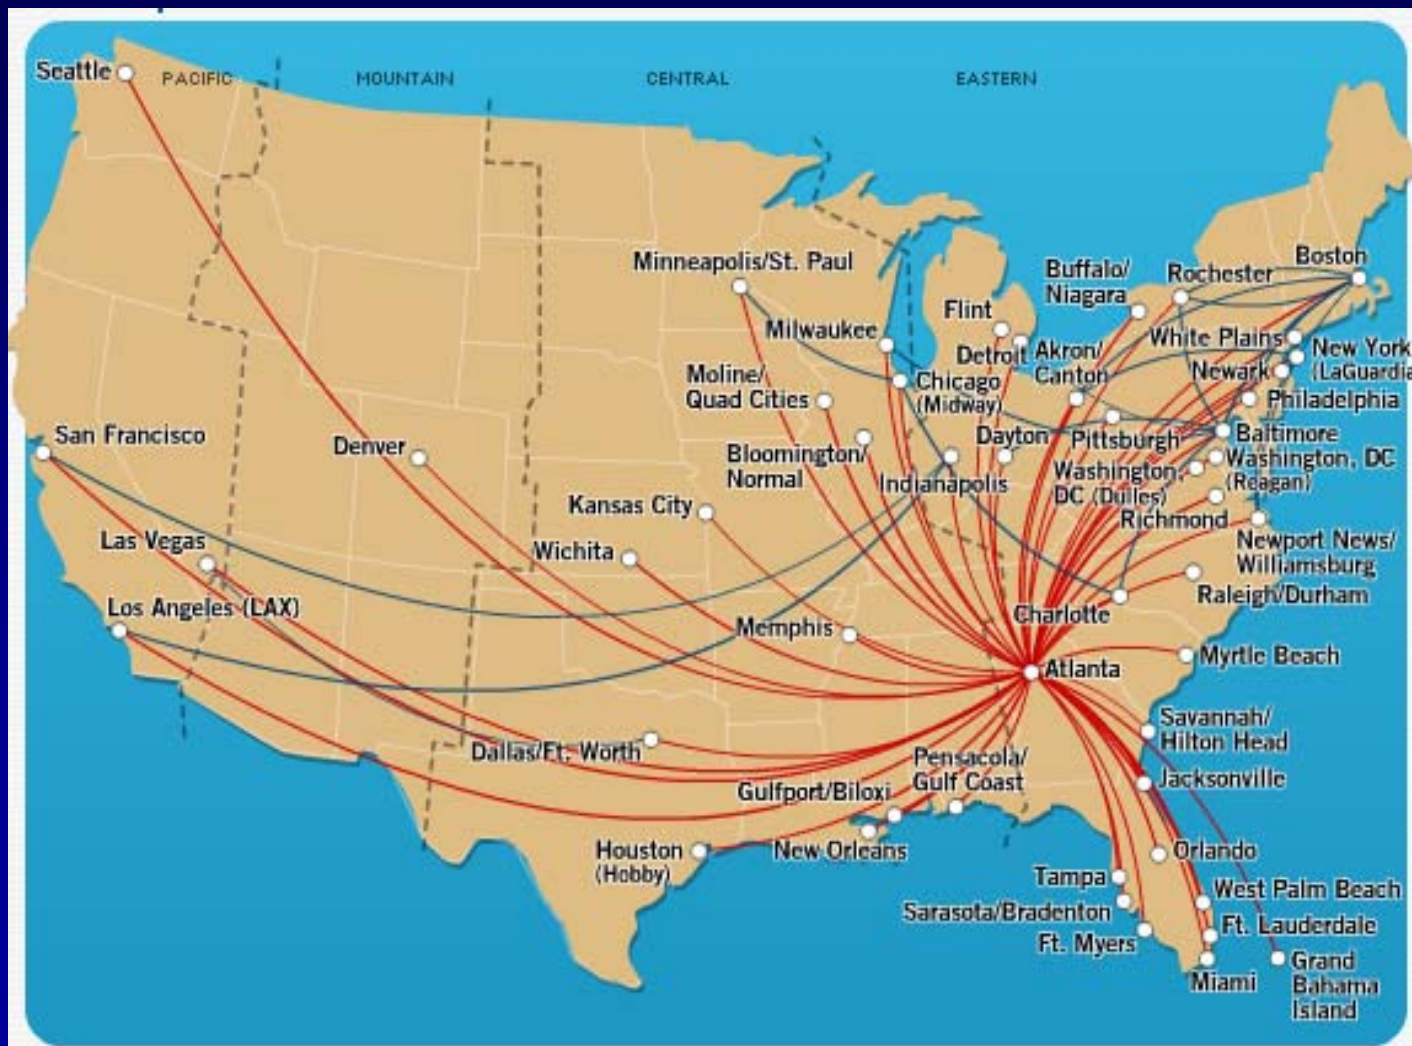 PACIFIC
MOUNTAIN
CENTRAL
EASTERN
Seattle
Minneapolis/St. Paul
Buffalo/
Niagara
Rochester
Boston
Flint
Milwaukee
Detroit
Akron/
Canton
White Plains
New York
(LaGuardia
Newark
Moline/
Quad Cities
Chicago
(Midway)
Philadelphia
San Francisco
Denver
Bloomington/
Normal
Dayton
Pittsburgh
Baltimore
Indianapolis
Washington,
DC (Dulles)
Washington, DC
(Reagan)
Kansas City
Richmond
Las Vegas
Wichita
Newport News/
Williamsburg
Los Angeles (LAX)
Memphis
Charlotte
Raleigh/Durham
Atlanta
Myrtle Beach
Savannah/
Hilton Head
Dallas/Ft. Worth
Pensacola/
Gulf Coast
Jacksonville
Gulfport/Biloxi
Houston
(Hobby)
New Orleans
Orlando
Tampa
West Palm Beach
Sarasota/Bradenton
Ft. Lauderdale
Ft. Myers
Miami
Grand
Bahama
Island